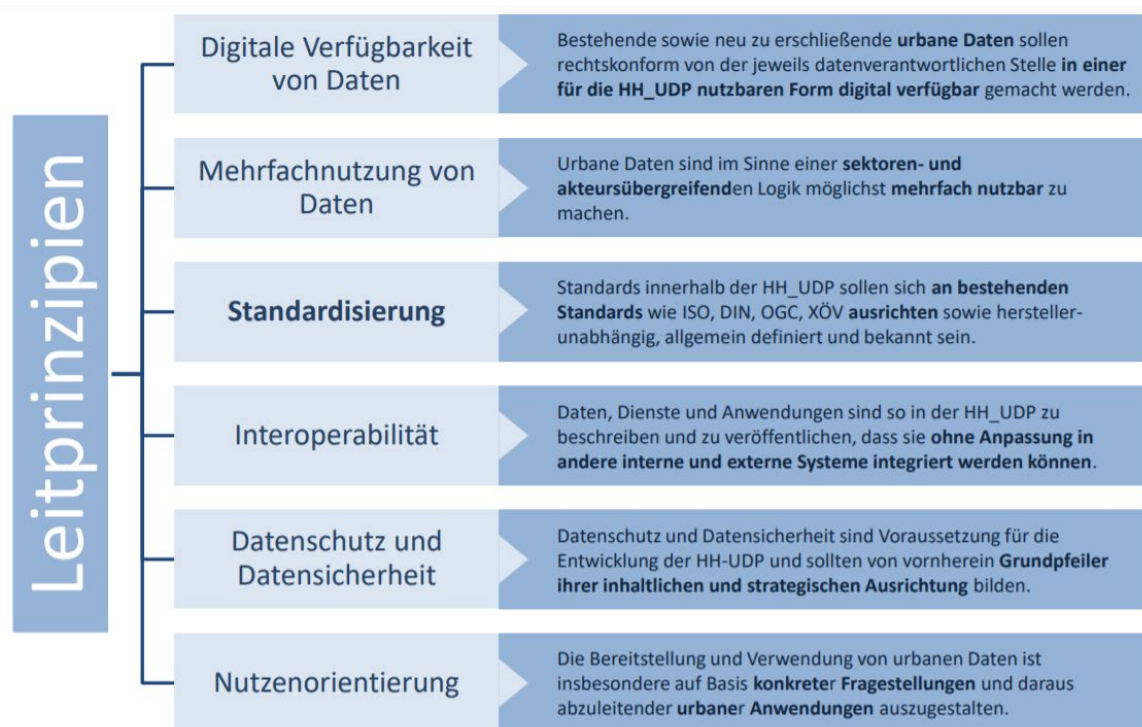 Leitprinzipien
Digitale Verfügbarkeit
von Daten
Bestehende sowie neu zu erschließende urbane Daten sollen
rechtskonform von der jeweils datenverantwortlichen Stelle in einer
für die HH_UDP nutzbaren Form digital verfügbar gemacht werden.
Mehrfachnutzung von
Daten
Urbane Daten sind im Sinne einer sektoren- und
akteursübergreifenden Logik möglichst mehrfach nutzbar zu
machen.
Standardisierung
Standards innerhalb der HH_UDP sollen sich an bestehenden
Standards wie ISO, DIN, OGC, XÖV ausrichten sowie hersteller-
unabhängig, allgemein definiert und bekannt sein.
Interoperabilität
Daten, Dienste und Anwendungen sind so in der HH_UDP zu
beschreiben und zu veröffentlichen, dass sie ohne Anpassung in
andere interne und externe Systeme integriert werden können.
Datenschutz und
Datensicherheit
Datenschutz und Datensicherheit sind Voraussetzung für die
Entwicklung der HH-UDP und sollten von vornherein Grundpfeiler
ihrer inhaltlichen und strategischen Ausrichtung bilden.
Nutzenorientierung
Die Bereitstellung und Verwendung von urbanen Daten ist
insbesondere auf Basis konkreter Fragestellungen und daraus
abzuleitender urbaner Anwendungen auszugestalten.